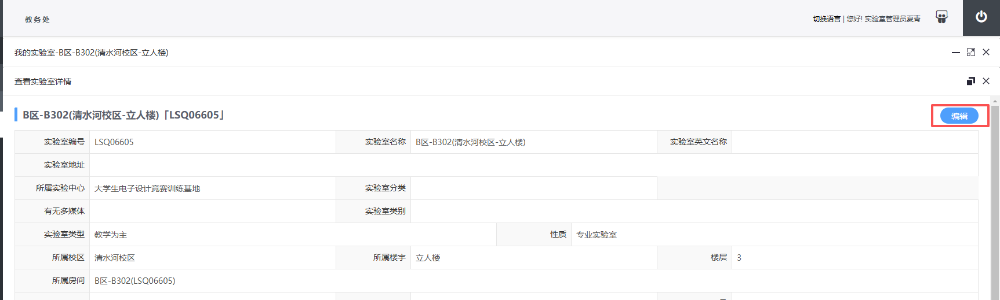 教务处 切换语言 | 您好! 实验室管理员夏青
我的实验室-B区-B302(清水河校区-立人楼)
查看实验室详情
B区-B302(清水河校区-立人楼)「LSQ06605」 编辑
实验室编号 LSQ06605 实验室名称 B区-B302(清水河校区-立人楼) 实验室英文名称
实验室地址
所属实验中心 大学生电子设计竞赛训练基地 实验室分类
有无多媒体 实验室类别
实验室类型 教学为主 性质 专业实验室
所属校区 清水河校区 所属楼宇 立人楼 楼层 3
所属房间 B区-B302(LSQ06605)